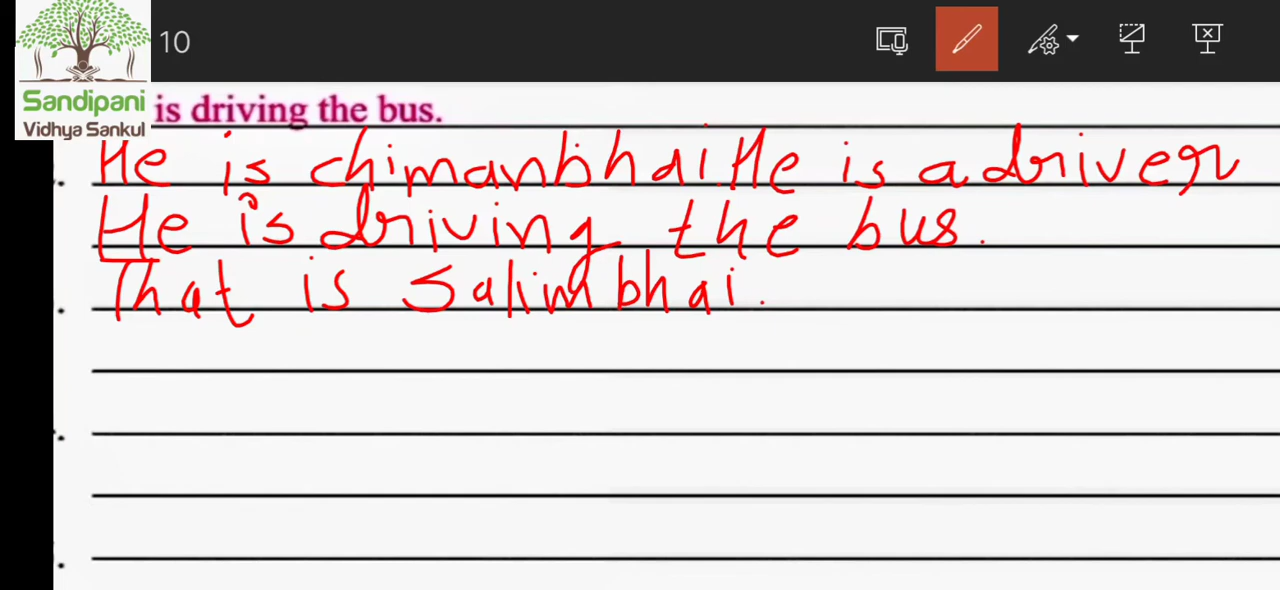 10
Sandipani
Vidhya Sankul
is driving the bus.
He is chimanbhai. He is a driver
He is driving the bus.
That is Salimbhai.